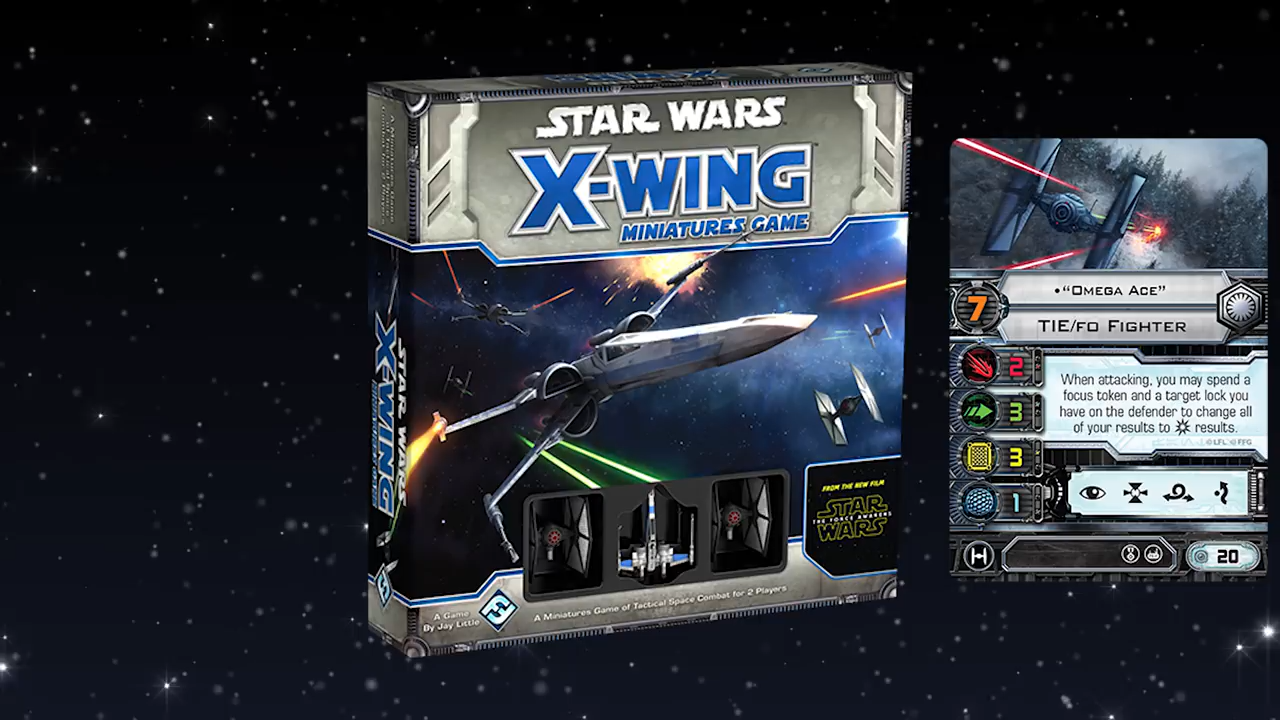 STAR WARS
X-WING
MINIATURES GAME
STAR WARS
X-WING
FROM THE NEW FILM
STAR
THE FORCE AWAKENS
WARS
A Game
By Jay Little
A Miniatures Game of Tactical Space Combat for 2 Players
7
•“Omega Ace”
TIE/fo Fighter
2
3
3
1
When attacking, you may spend a
focus token and a target lock you
have on the defender to change all
of your results to results.
© LFL © FFG
20